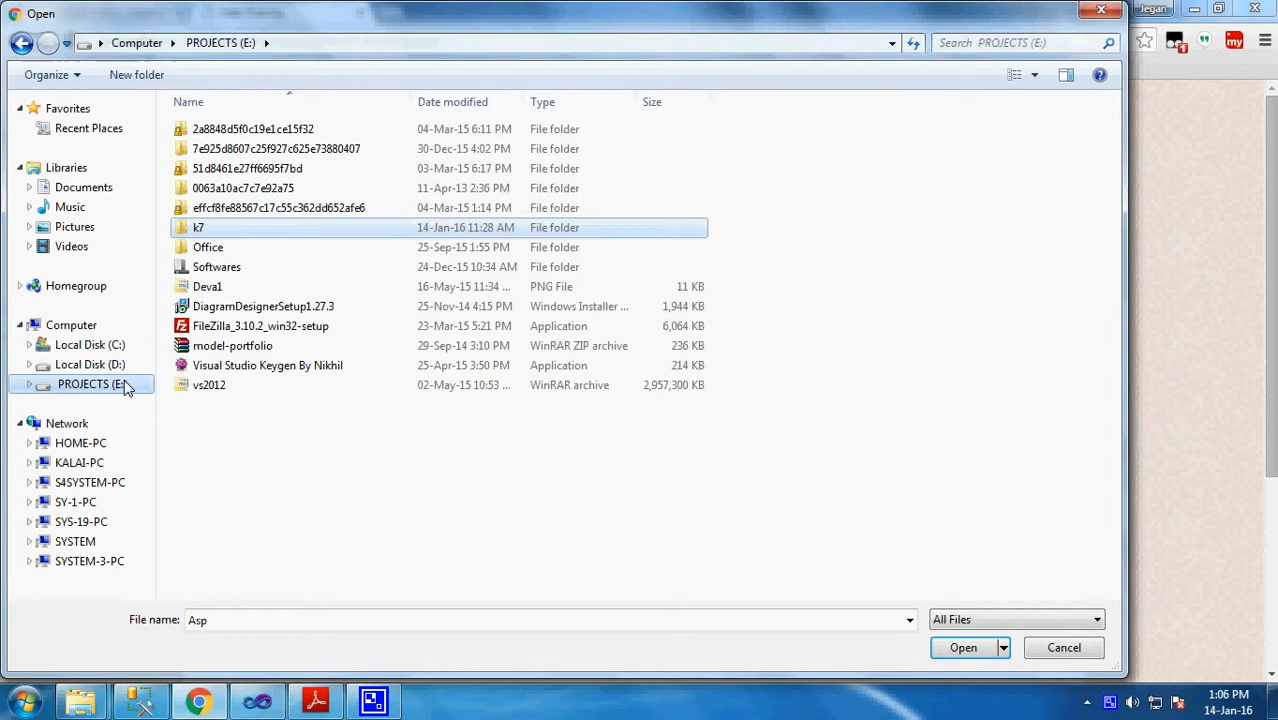 Open
Jegan
Computer PROJECTS (E:)
Search PROJECTS (E:)
1
my
Organize New folder
Name Date modified Type Size
Favorites
Recent Places
Libraries
Documents
Music
Pictures
Videos
Homegroup
Computer
Local Disk (C:)
Local Disk (D:)
PROJECTS (E:
Network
HOME-PC
KALAI-PC
S4SYSTEM-PC
SY-1-PC
SYS-19-PC
SYSTEM
SYSTEM-3-PC
2a8848d5f0c19e1ce15f32 04-Mar-15 6:11 PM File folder
7e925d8607c25f927c625e73880407 30-Dec-15 4:02 PM File folder
51d8461e27ff6695f7bd 03-Mar-15 6:17 PM File folder
0063a10ac7c7e92a75 11-Apr-13 2:36 PM File folder
effcf8fe88567c17c55c362dd652afe6 04-Mar-15 1:14 PM File folder
k7 14-Jan-16 11:28 AM File folder
Office 25-Sep-15 1:55 PM File folder
Softwares 24-Dec-15 10:34 AM File folder
Deva1 16-May-15 11:34 ... PNG File 11 KB
DiagramDesignerSetup1.27.3 25-Nov-14 4:15 PM Windows Installer ... 1,944 KB
FileZilla_3.10.2_win32-setup 23-Mar-15 5:21 PM Application 6,064 KB
model-portfolio 29-Sep-14 3:10 PM WinRAR ZIP archive 236 KB
Visual Studio Keygen By Nikhil 25-Apr-15 3:50 PM Application 214 KB
vs2012 02-May-15 10:53 ... WinRAR archive 2,957,300 KB
File name: Asp All Files
Open Cancel
1:06 PM
14-Jan-16